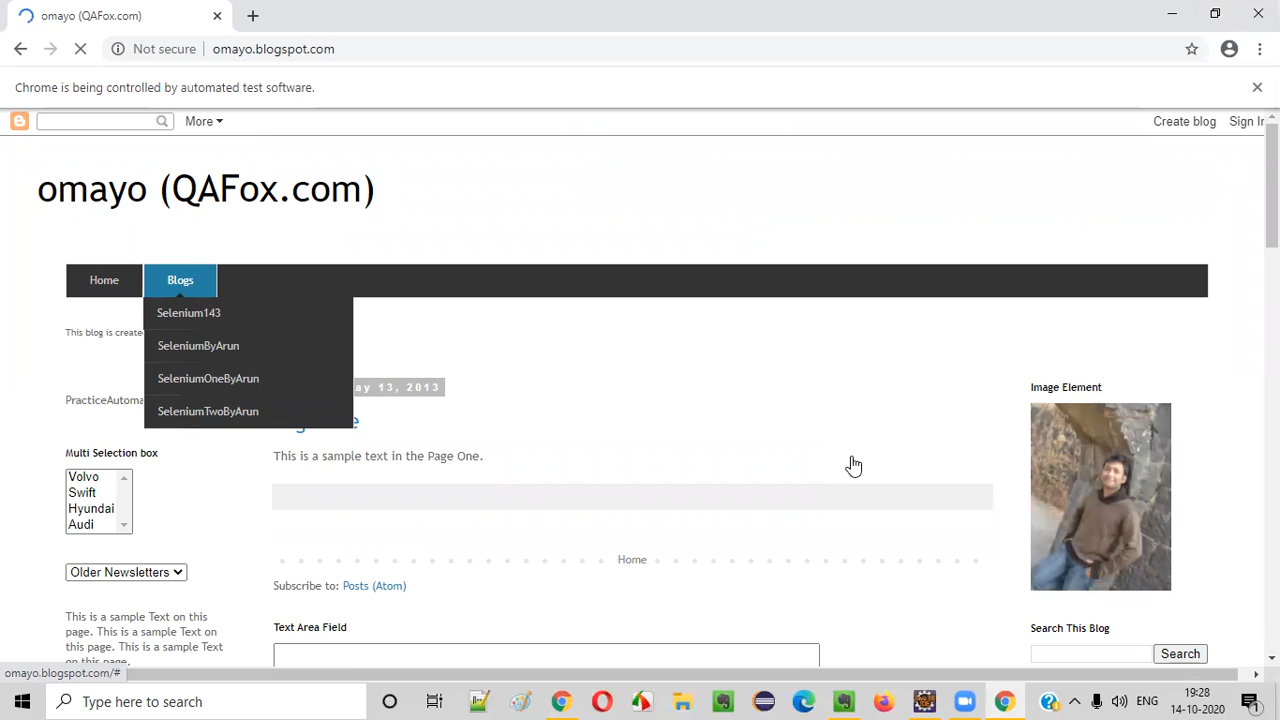 omayo (QAFox.com)
Not secure
omayo.blogspot.com
Chrome is being controlled by automated test software.
More
Create blog
Sign In
omayo (QAFox.com)
Home
Blogs
Selenium143
This blog is create
SeleniumByArun
SeleniumOneByArun
ay 13, 2013
Image Element
PracticeAutoma
SeleniumTwoByArun
This is a sample text in the Page One.
Multi Selection box
Volvo
Swift
Hyundai
Audi
Home
Older Newsletters
Subscribe to: Posts (Atom)
This is a sample Text on this
page. This is a sample Text on
this page. This is a sample Text
on this page.
Text Area Field
Search This Blog
Search
omayo.blogspot.com/#
Type here to search
ENG
19:28
14-10-2020